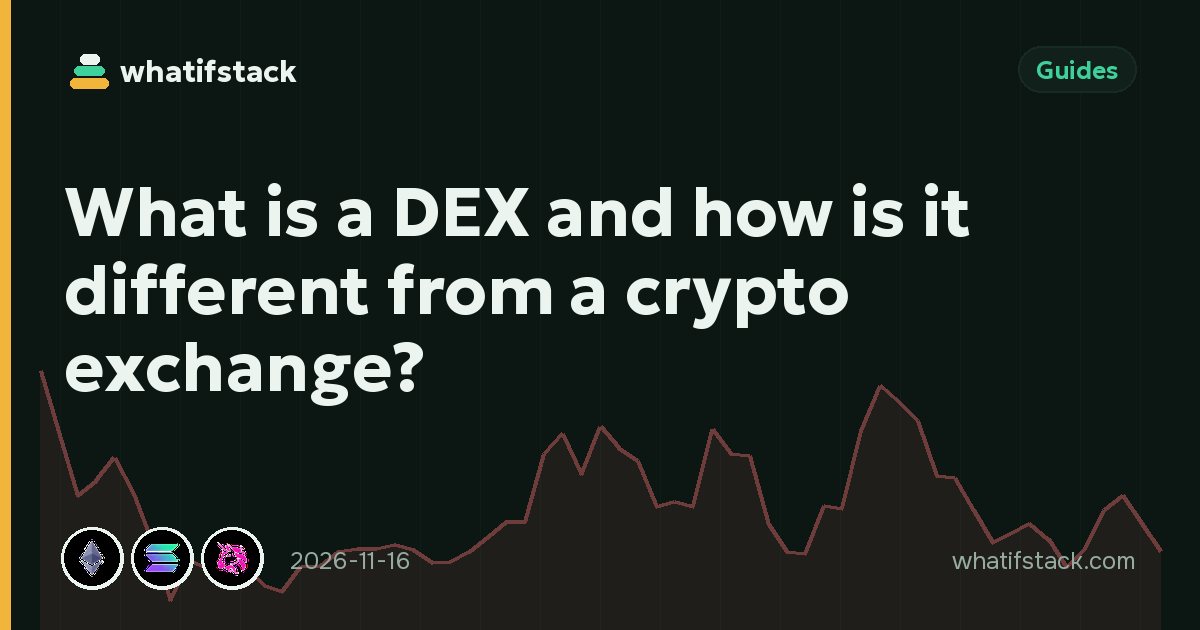 whatifstack
Guides
What is a DEX and how is it
different from a crypto
exchange?
2026-11-16
whatifstack.com